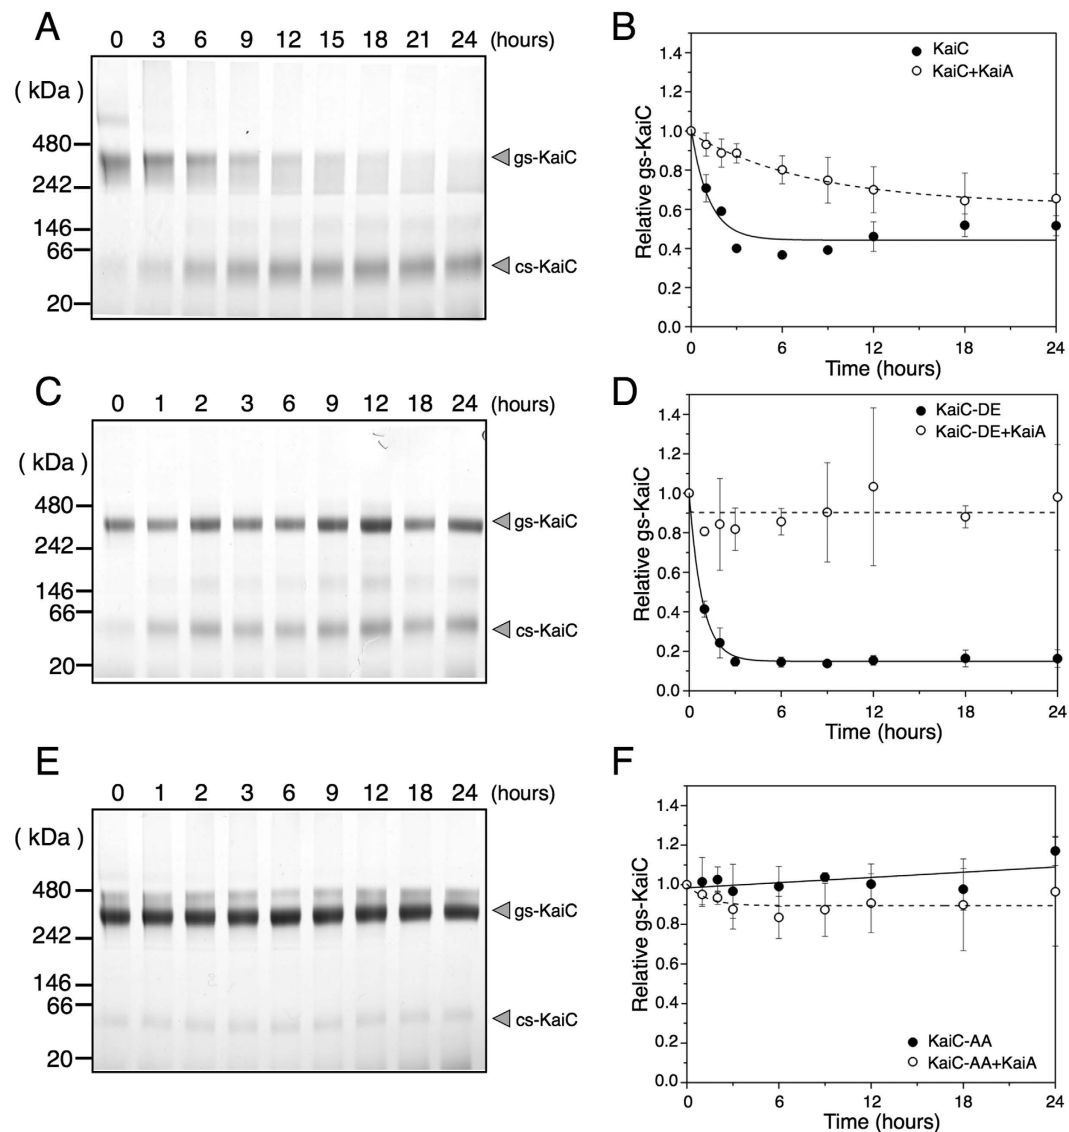 A
0 3 6 9 12 15 18 21 24 (hours)
( kDa )
480
242
146
66
20
gs-KaiC
cs-KaiC
B
KaiC
KaiC+KaiA
Relative gs-KaiC
1.4
1.2
1.0
0.8
0.6
0.4
0.2
0.0
0 6 12 18 24
Time (hours)
C
0 1 2 3 6 9 12 18 24 (hours)
( kDa )
480
242
146
66
20
gs-KaiC
cs-KaiC
D
KaiC-DE
KaiC-DE+KaiA
Relative gs-KaiC
1.4
1.2
1.0
0.8
0.6
0.4
0.2
0.0
0 6 12 18 24
Time (hours)
E
0 1 2 3 6 9 12 18 24 (hours)
( kDa )
480
242
146
66
20
gs-KaiC
cs-KaiC
F
Relative gs-KaiC
1.4
1.2
1.0
0.8
0.6
0.4
0.2
0.0
KaiC-AA
KaiC-AA+KaiA
0 6 12 18 24
Time (hours)